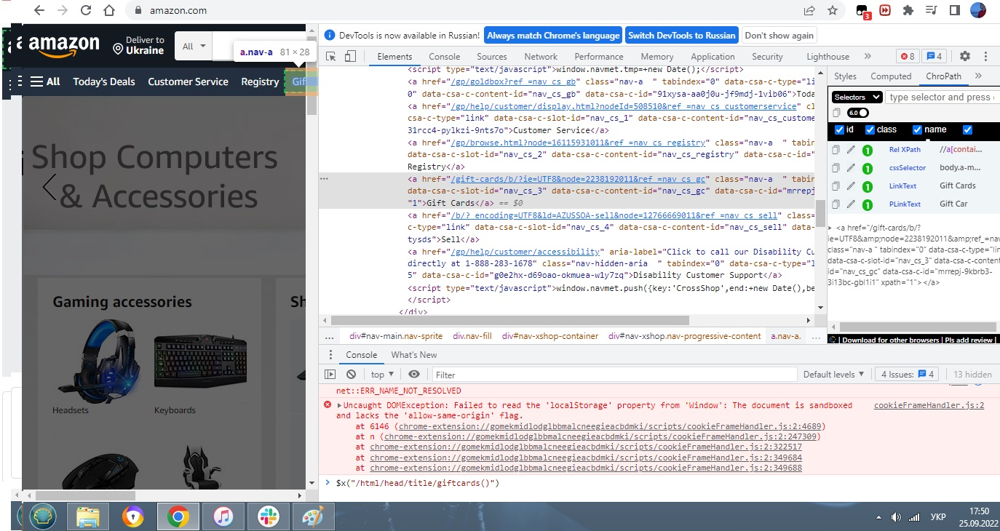 amazon.com
3
a
a
amazon
Deliver to
Ukraine
All
a.nav-a 81 × 28
All Today's Deals Customer Service Registry Gif
Shop Computers
& Accessories
Gaming accessories
Sh
Headsets
Keyboards
DevTools is now available in Russian! Always match Chrome's language Switch DevTools to Russian Don't show again
Elements Console Sources Network Performance Memory Application Security Lighthouse » 8 4
<script type="text/javascript">window.navmet.tmp=+new Date();</script>
<a href="/gp/goldbox?ref_=nav_cs_gb" class="nav-a  " tabindex="0" data-csa-c-type="li
0" data-csa-c-content-id="nav_cs_gb" data-csa-c-id="91xysa-aa0j0u-jf9mdj-1vib06">Toda
<a href="/gp/help/customer/display.html?nodeId=508510&ref_=nav_cs_customerservice" cl
csa-c-type="link" data-csa-c-slot-id="nav_cs_1" data-csa-c-content-id="nav_cs_custome
31rcc4-py1kzi-9nts7o">Customer Service</a>
<a href="/gp/browse.html?node=16115931011&ref_=nav_cs_registry" class="nav-a  " tabind
data-csa-c-slot-id="nav_cs_2" data-csa-c-content-id="nav_cs_registry" data-csa-c-id="
Registry</a>
<a href="/gift-cards/b/?ie=UTF8&node=2238192011&ref_=nav_cs_gc" class="nav-a  " tabin
data-csa-c-slot-id="nav_cs_3" data-csa-c-content-id="nav_cs_gc" data-csa-c-id="mrrepj
"1">Gift Cards</a> == $0
<a href="/b/?_encoding=UTF8&ld=AZUSSOA-sell&node=12766669011&ref_=nav_cs_sell" class=
c-type="link" data-csa-c-slot-id="nav_cs_4" data-csa-c-content-id="nav_cs_sell" data-
tysds">Sell</a>
<a href="/gp/help/customer/accessibility" aria-label="Click to call our Disability Cu
directly at 1-888-283-1678" class="nav-hidden-aria  " tabindex="0" data-csa-c-type="l
5" data-csa-c-id="g0e2hx-d69oao-okmuea-w1y7zq">Disability Customer Support</a>
<script type="text/javascript">window.navmet.push({key:'CrossShop',end:+new Date(),be
</script>
</div>
... div#nav-main.nav-sprite div.nav-fill div#nav-xshop-container div#nav-xshop.nav-progressive-content a.nav-a. ...
Styles Computed ChroPath »
Selectors type selector and press e
6.0
id class name
1 Rel XPath //a[contai...
1 cssSelector body.a-m...
1 LinkText Gift Cards
1 PLinkText Gift Car
<a href="/gift-cards/b/?
ie=UTF8&amp;node=2238192011&amp;ref_=nav
class="nav-a " tabindex="0" data-csa-c-type="lin
data-csa-c-slot-id="nav_cs_3" data-csa-c-content
id="nav_cs_gc" data-csa-c-id="mrrepj-9kbrb3-
3i13bc-gbl1i1" xpath="1"></a>
| Download for other browsers | Pls add review |
Console What's New
top Filter Default levels 4 Issues: 4 13 hidden
net::ERR_NAME_NOT_RESOLVED
Uncaught DOMException: Failed to read the 'localStorage' property from 'Window': The document is sandboxed cookieFrameHandler.js:2
and lacks the 'allow-same-origin' flag.
at 6146 (chrome-extension://gomekmidlodglbbmalcneegieacbdmki/scripts/cookieFrameHandler.js:2:4689)
at n (chrome-extension://gomekmidlodglbbmalcneegieacbdmki/scripts/cookieFrameHandler.js:2:247309)
at chrome-extension://gomekmidlodglbbmalcneegieacbdmki/scripts/cookieFrameHandler.js:2:322517
at chrome-extension://gomekmidlodglbbmalcneegieacbdmki/scripts/cookieFrameHandler.js:2:349684
at chrome-extension://gomekmidlodglbbmalcneegieacbdmki/scripts/cookieFrameHandler.js:2:349688
> $x("/html/head/title/giftcards()")
УКР
17:50
25.09.2022